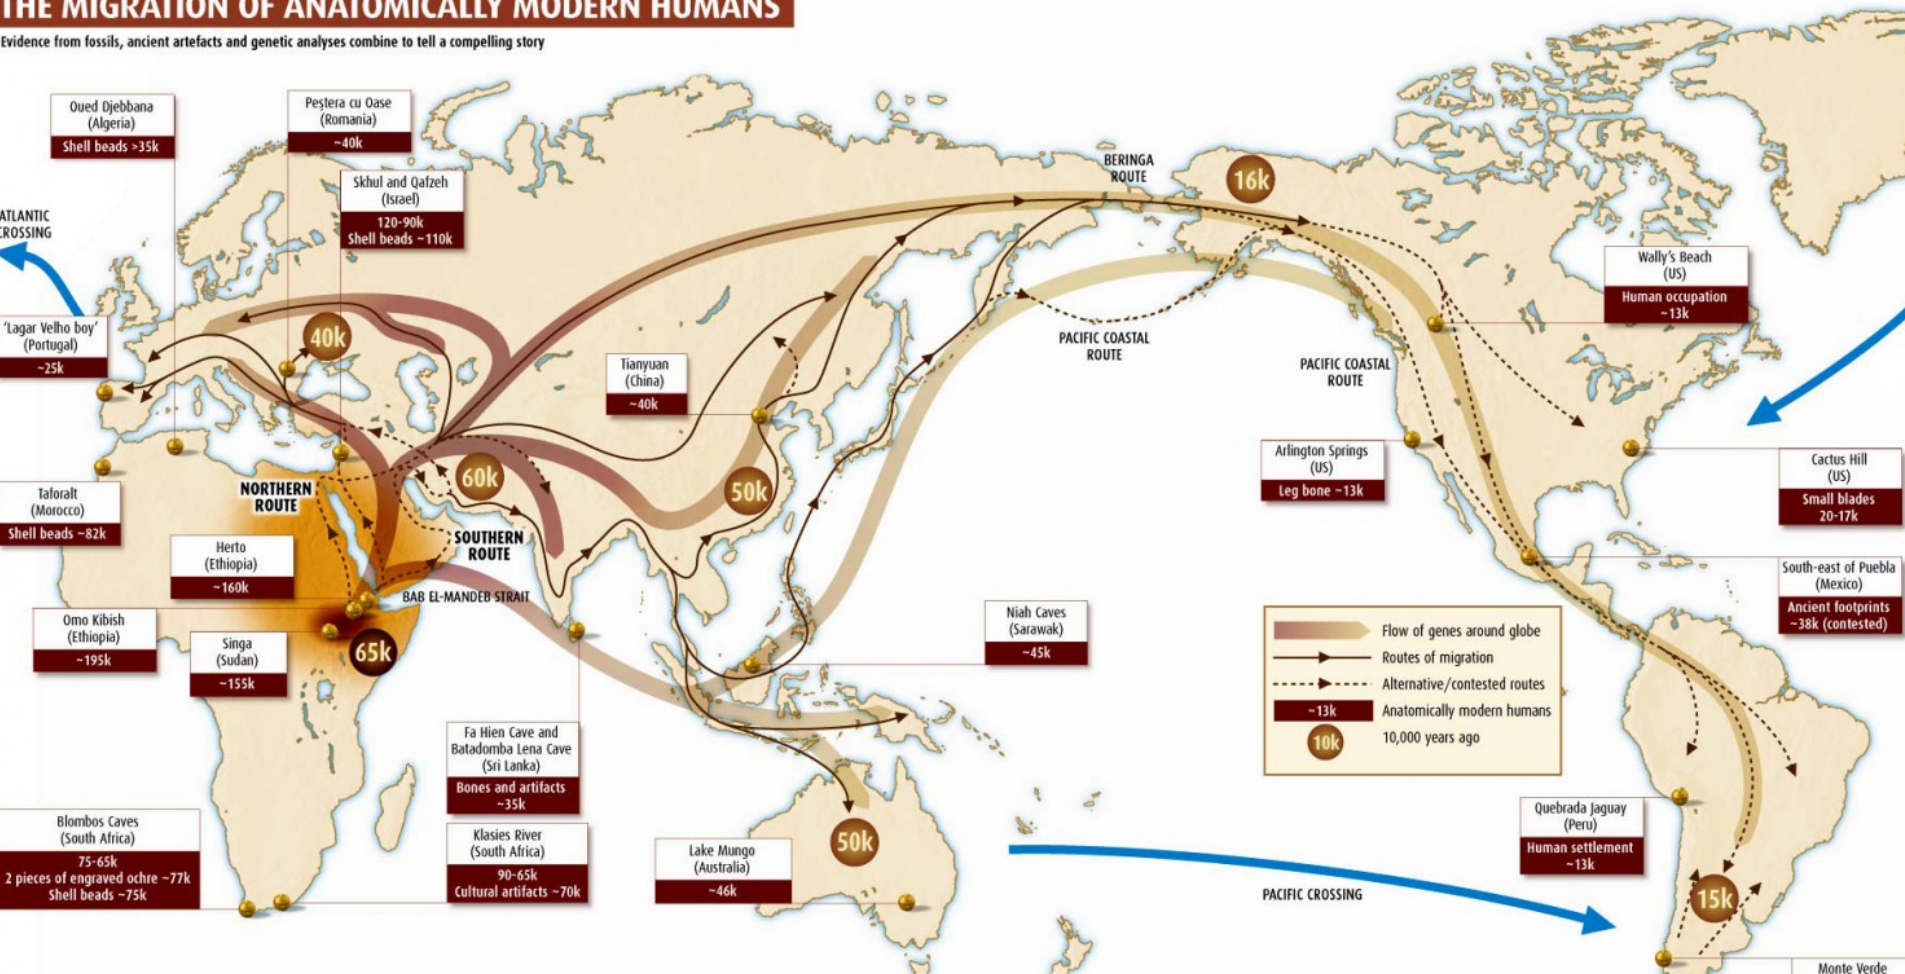 THE MIGRATION OF ANATOMICALLY MODERN HUMANS
Evidence from fossils, ancient artefacts and genetic analyses combine to tell a compelling story
Oued Djebbana
(Algeria)
Shell beads >35k
Peștera cu Oase
(Romania)
~40k
Skhul and Qafzeh
(Israel)
120-90k
Shell beads ~110k
ATLANTIC
CROSSING
'Lagar Velho boy'
(Portugal)
~25k
40k
BERINGA
ROUTE
16k
Wally's Beach
(US)
Human occupation
~13k
PACIFIC COASTAL
ROUTE
PACIFIC COASTAL
ROUTE
Tianyuan
(China)
~40k
Arlington Springs
(US)
Leg bone ~13k
Cactus Hill
(US)
Small blades
20-17k
Taforalt
(Morocco)
Shell beads ~82k
NORTHERN
ROUTE
60k
50k
SOUTHERN
ROUTE
Herto
(Ethiopia)
~160k
BAB EL-MANDEB STRAIT
South-east of Puebla
(Mexico)
Ancient footprints
~38k (contested)
Omo Kibish
(Ethiopia)
~195k
Singa
(Sudan)
~155k
65k
Niah Caves
(Sarawak)
~45k
Flow of genes around globe
Routes of migration
Alternative/contested routes
~13k
Anatomically modern humans
10k
10,000 years ago
Fa Hien Cave and
Batadomba Lena Cave
(Sri Lanka)
Bones and artifacts
~35k
Blombos Caves
(South Africa)
75-65k
2 pieces of engraved ochre ~77k
Shell beads ~75k
Klasies River
(South Africa)
90-65k
Cultural artifacts ~70k
Lake Mungo
(Australia)
~46k
50k
PACIFIC CROSSING
Quebrada Jaguay
(Peru)
Human settlement
~13k
15k
Monte Verde